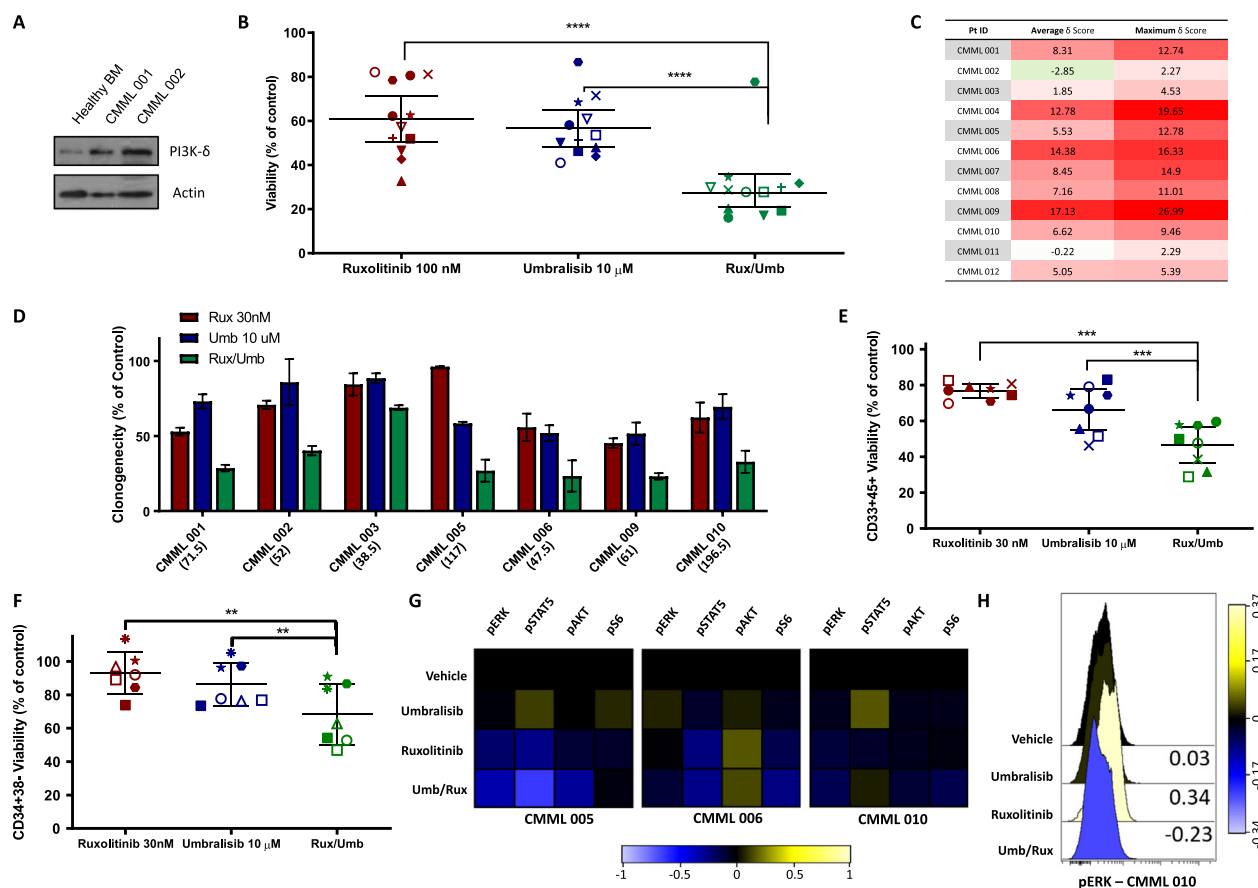 A
Healthy BM
CMML 001
CMML 002
PI3K-δ
Actin
B
Viability (% of control)
100
80
60
40
20
0
****
****
Ruxolitinib 100 nM
Umbralisib 10 μM
Rux/Umb
C
Pt ID Average δ Score Maximum δ Score
CMML 001 8.31 12.74
CMML 002 -2.85 2.27
CMML 003 1.85 4.53
CMML 004 12.78 19.65
CMML 005 5.53 12.78
CMML 006 14.38 16.33
CMML 007 8.45 14.9
CMML 008 7.16 11.01
CMML 009 17.13 26.99
CMML 010 6.62 9.46
CMML 011 -0.22 2.29
CMML 012 5.05 5.39
D
Clonogenecity (% of Control)
100
50
0
Rux 30nM
Umb 10 uM
Rux/Umb
CMML 001
(71.5)
CMML 002
(52)
CMML 003
(38.5)
CMML 005
(117)
CMML 006
(47.5)
CMML 009
(61)
CMML 010
(196.5)
E
CD33+45+ Viability (% of control)
100
80
60
40
20
0
***
***
Ruxolitinib 30 nM
Umbralisib 10 μM
Rux/Umb
F
CD34+38- Viability (% of control)
100
80
60
40
20
0
**
**
Ruxolitinib 30nM
Umbralisib 10 μM
Rux/Umb
G
pERK pSTAT5 pAKT pS6
pERK pSTAT5 pAKT pS6
pERK pSTAT5 pAKT pS6
Vehicle
Umbralisib
Ruxolitinib
Umb/Rux
CMML 005
CMML 006
CMML 010
-1 -0.5 0 0.5 1
H
Vehicle
Umbralisib 0.03
Ruxolitinib 0.34
Umb/Rux -0.23
0.37
0.17
0
-0.17
-0.34
pERK – CMML 010